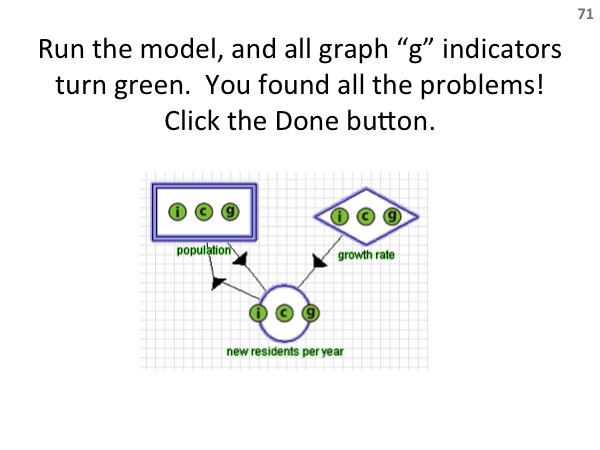 71
Run the model, and all graph “g” indicators
turn green.  You found all the problems!
Click the Done button.
i c g
i c g
population
growth rate
i c g
new residents per year